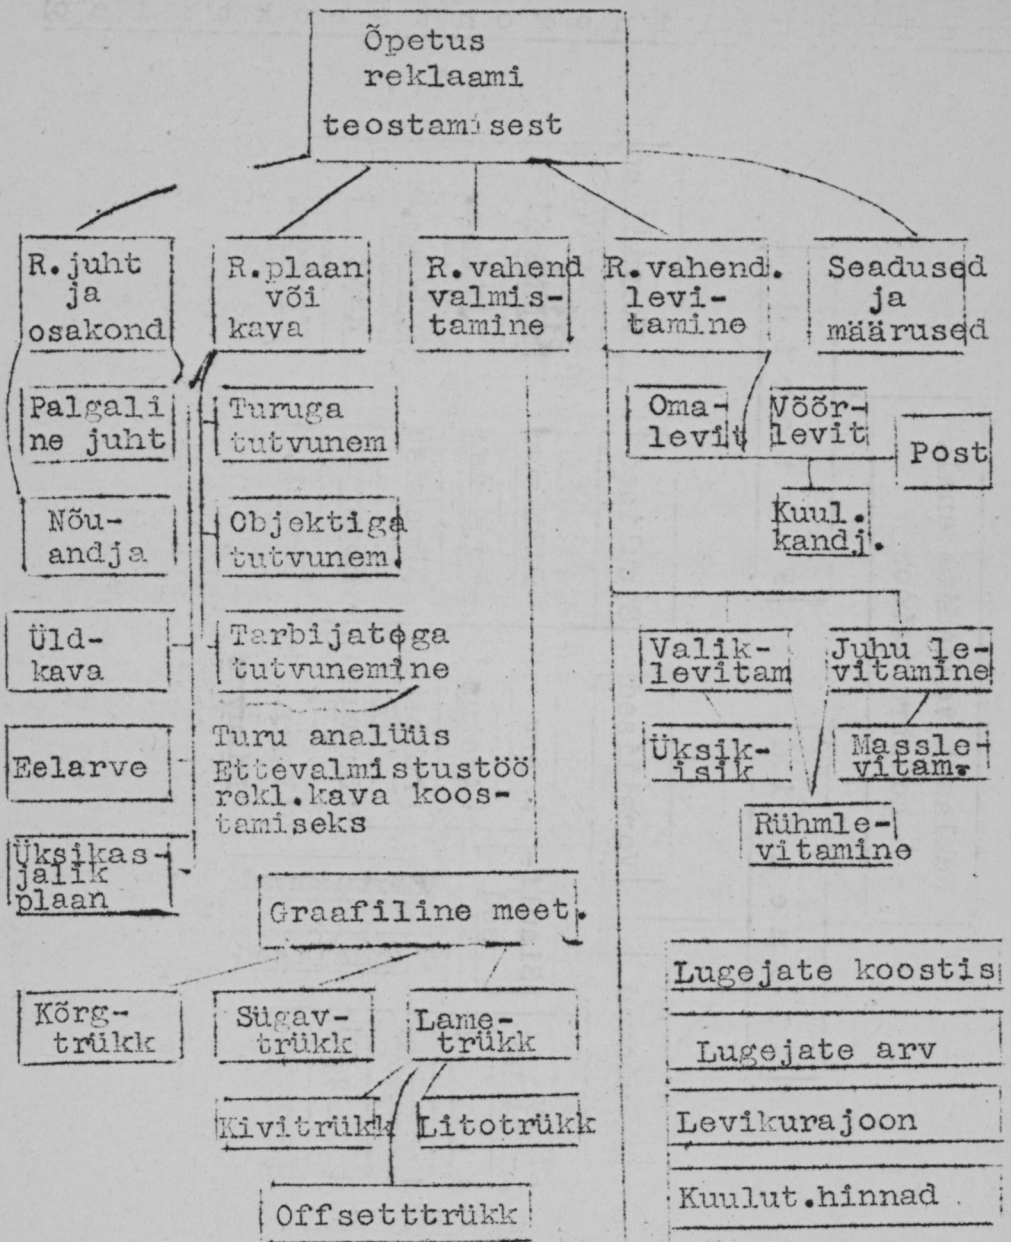 Õpetus
reklaami
teostamisest
R.juht
ja
osakond
R.plaan
või
kava
R.vahend
valmis-
tamine
R.vahend.
levi-
tamine
Seadused
ja
määrused
Palgali
ne juht
Turuga
tutvunem
Oma-
levit
Võõr-
levit
Post
Nõu-
andja
Objektiga
tutvunem.
Kuul.
kandj.
Üld-
kava
Tarbijatega
tutvunemine
Valik-
levitam
Juhu le-
vitamine
Eelarve
Turu analüüs
Ettevalmistustöö
rekl.kava koos-
tamiseks
Üksik-
isik
Massle-
vitam.
Rühmle-
vitamine
Üksikas-
jalik
plaan
Graafiline meet.
Kõrg-
trükk
Sügav-
trükk
Lame-
trükk
Kivitrükk
Litotrükk
Offsetttrükk
Lugejate koostis
Lugejate arv
Levikurajoon
Kuulut.hinnad